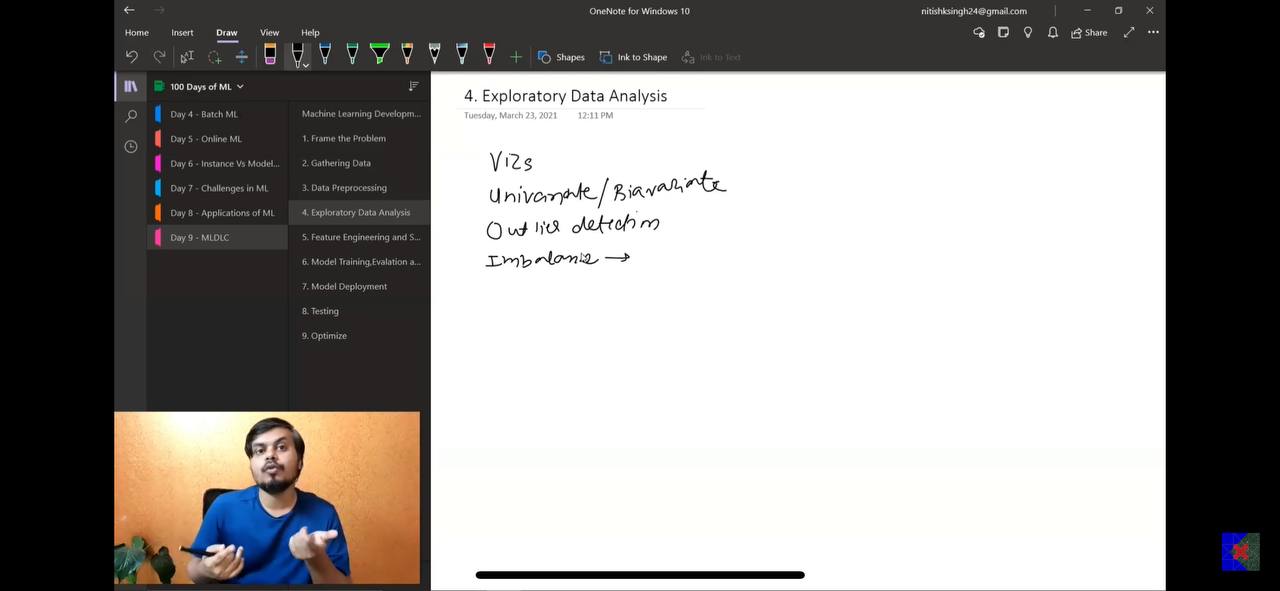 OneNote for Windows 10
nitishksingh24@gmail.com
Home Insert Draw View Help
Share
Shapes Ink to Shape Ink to Text
100 Days of ML
Day 4 - Batch ML
Day 5 - Online ML
Day 6 - Instance Vs Model...
Day 7 - Challenges in ML
Day 8 - Applications of ML
Day 9 - MLDLC
Machine Learning Developm...
1. Frame the Problem
2. Gathering Data
3. Data Preprocessing
4. Exploratory Data Analysis
5. Feature Engineering and S...
6. Model Training,Evalation a...
7. Model Deployment
8. Testing
9. Optimize
4. Exploratory Data Analysis
Tuesday, March 23, 2021 12:11 PM
Vizs
Univariate/Biavariate
Outlier detection
Imbalance →